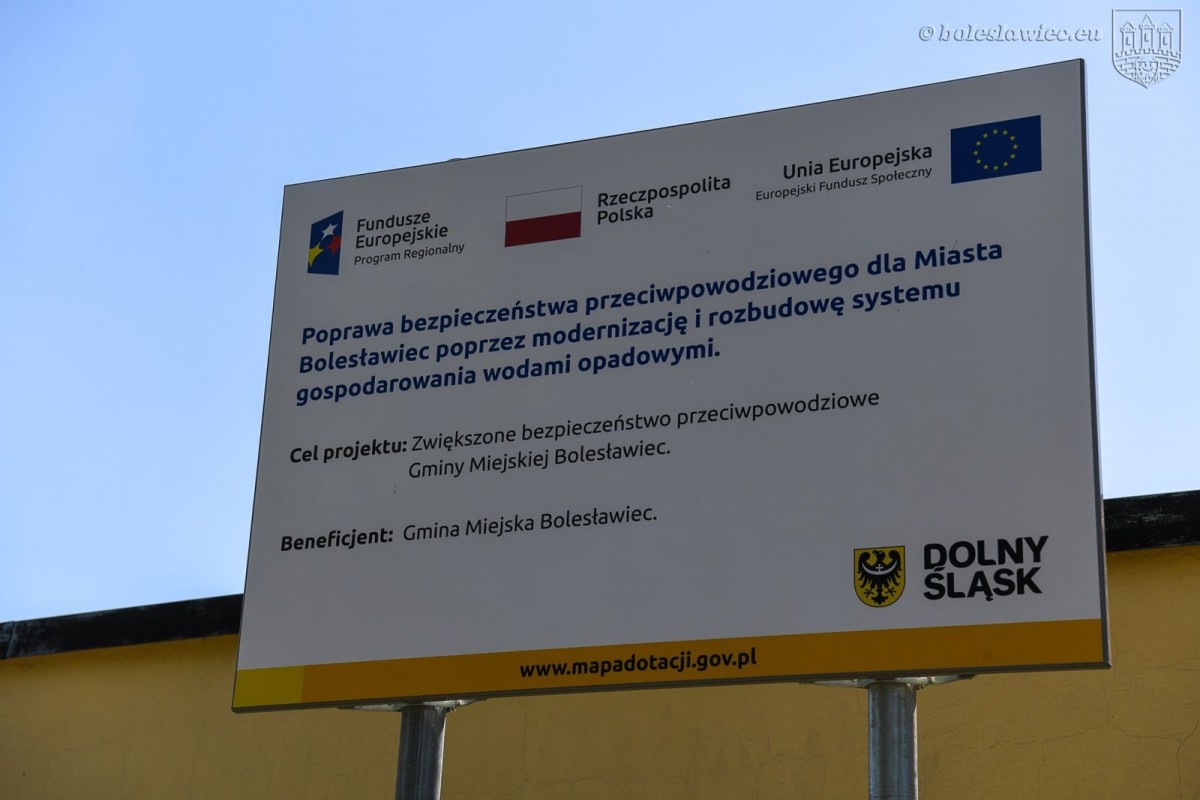 © boleslawiec.eu
Fundusze
Europejskie
Program Regionalny
Rzeczpospolita
Polska
Unia Europejska
Europejski Fundusz Społeczny
Poprawa bezpieczeństwa przeciwpowodziowego dla Miasta
Bolesławiec poprzez modernizację i rozbudowę systemu
gospodarowania wodami opadowymi.
Cel projektu: Zwiększone bezpieczeństwo przeciwpowodziowe
Gminy Miejskiej Bolesławiec.
Beneficjent: Gmina Miejska Bolesławiec.
DOLNY
ŚLĄSK
www.mapadotacji.gov.pl